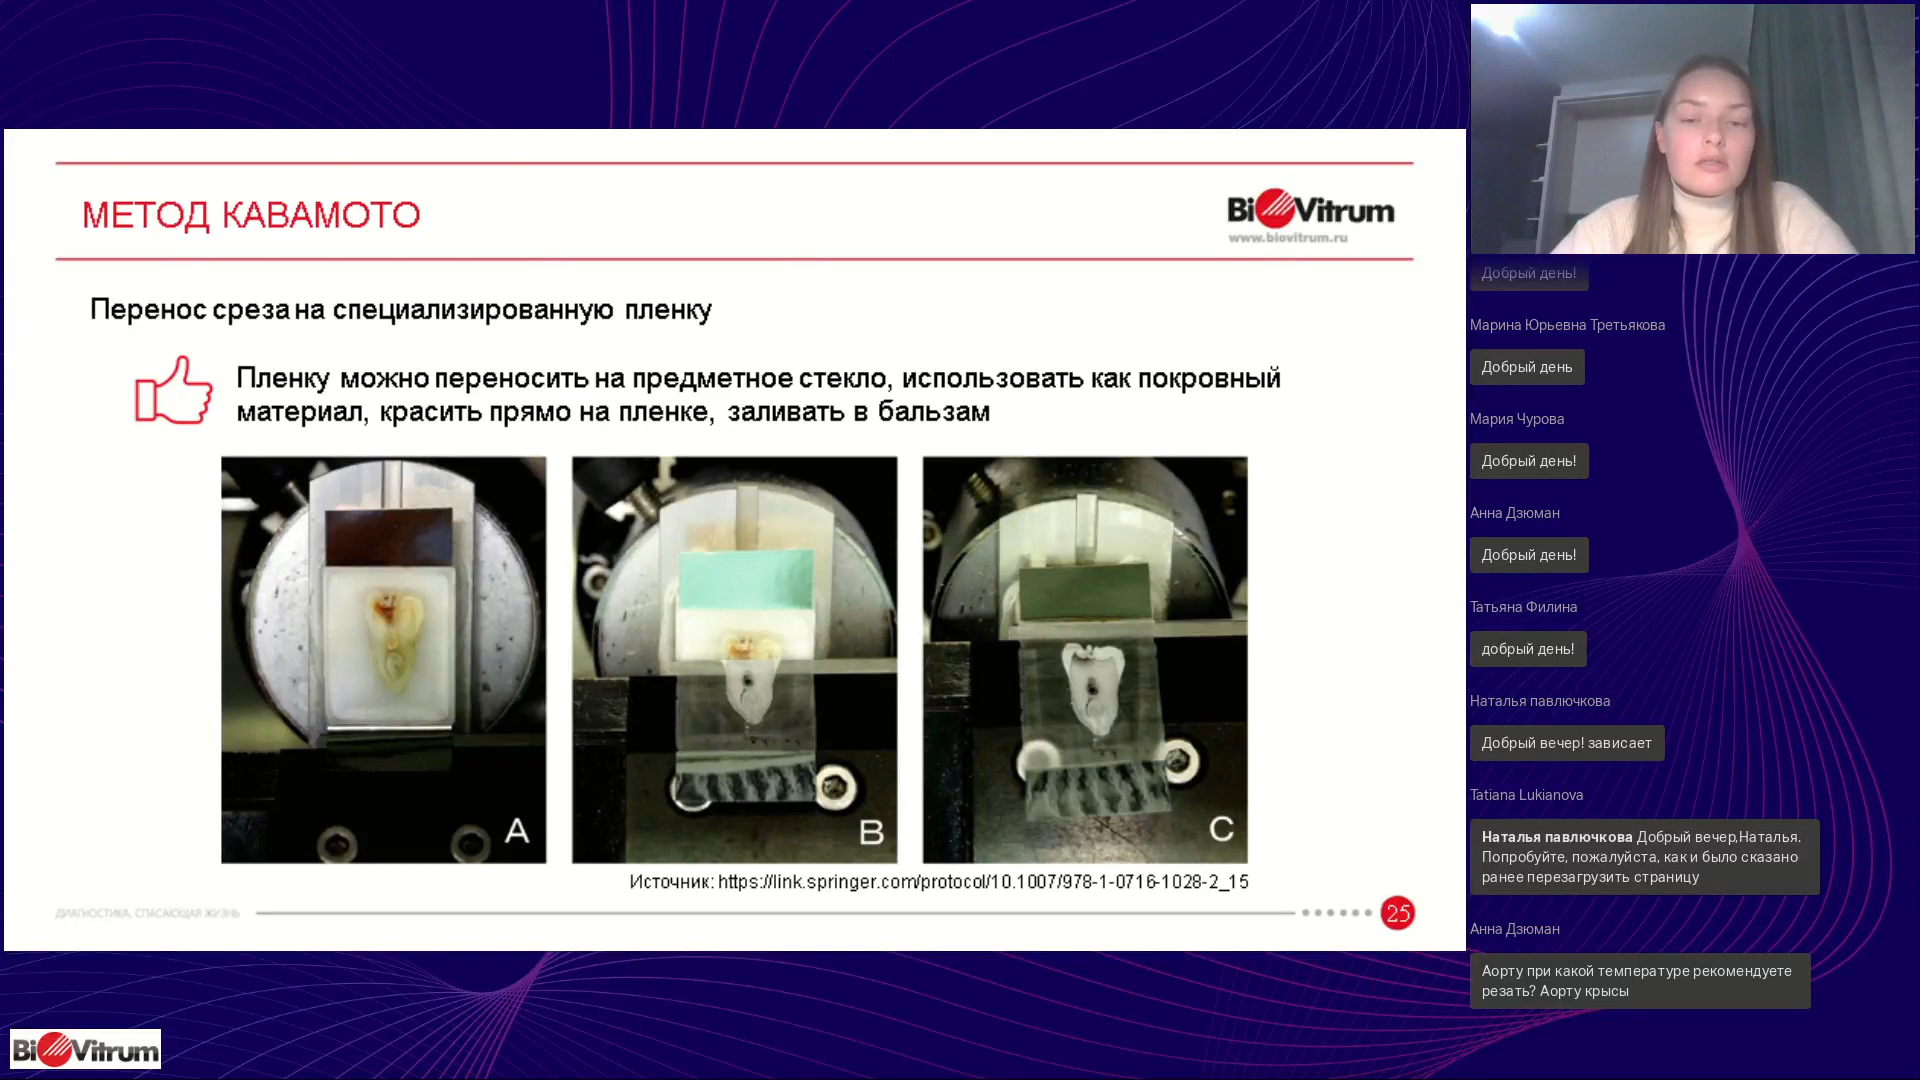 МЕТОД КАВАМОТО
BioVitrum
www.biovitrum.ru
Перенос среза на специализированную пленку
Пленку можно переносить на предметное стекло, использовать как покровный
материал, красить прямо на пленке, заливать в бальзам
A
B
C
Источник: https://link.springer.com/protocol/10.1007/978-1-0716-1028-2_15
ДИАГНОСТИКА, СПАСАЮЩАЯ ЖИЗНЬ
25
BioVitrum
Добрый день!
Марина Юрьевна Третьякова
Добрый день
Мария Чурова
Добрый день!
Анна Дзюман
Добрый день!
Татьяна Филина
добрый день!
Наталья павлючкова
Добрый вечер! зависает
Tatiana Lukianova
Наталья павлючкова Добрый вечер,Наталья.
Попробуйте, пожалуйста, как и было сказано
ранее перезагрузить страницу
Анна Дзюман
Аорту при какой температуре рекомендуете
резать? Аорту крысы